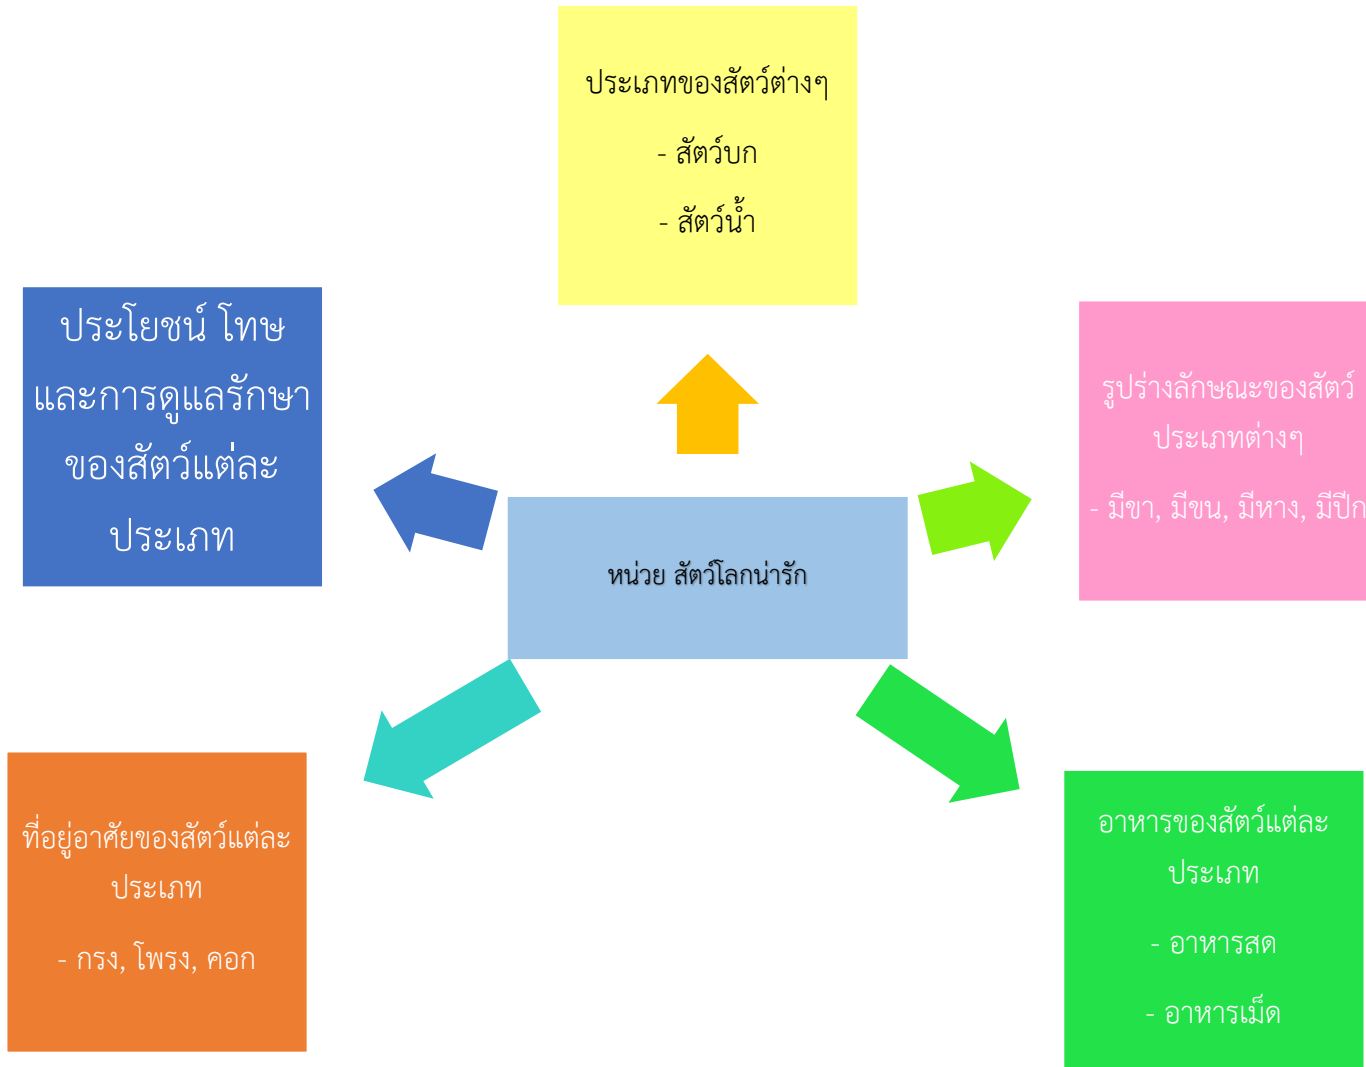 ประเภทของสัตว์ต่างๆ
- สัตว์บก
- สัตว์น้ำ
ประโยชน์ โทษ
และการดูแลรักษา
ของสัตว์แต่ละ
ประเภท
รูปร่างลักษณะของสัตว์
ประเภทต่างๆ
- มีขา, มีขน, มีหาง, มีปีก
หน่วย สัตว์โลกน่ารัก
ที่อยู่อาศัยของสัตว์แต่ละ
ประเภท
- กรง, โพรง, คอก
อาหารของสัตว์แต่ละ
ประเภท
- อาหารสด
- อาหารเม็ด